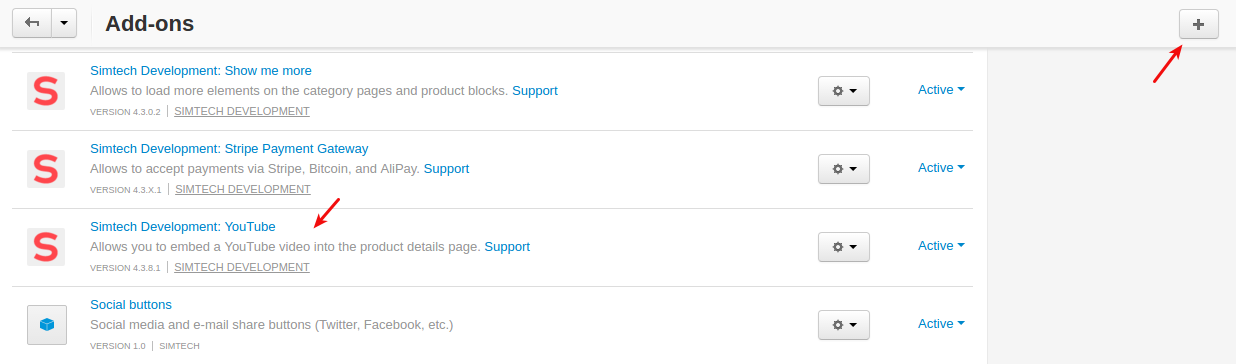 Add-ons
Simtech Development: Show me more
Allows to load more elements on the category pages and product blocks. Support
VERSION 4.3.0.2 | SIMTECH DEVELOPMENT
Active
Simtech Development: Stripe Payment Gateway
Allows to accept payments via Stripe, Bitcoin, and AliPay. Support
VERSION 4.3.X.1 | SIMTECH DEVELOPMENT
Active
Simtech Development: YouTube
Allows you to embed a YouTube video into the product details page. Support
VERSION 4.3.8.1 | SIMTECH DEVELOPMENT
Active
Social buttons
Social media and e-mail share buttons (Twitter, Facebook, etc.)
VERSION 1.0 | SIMTECH
Active